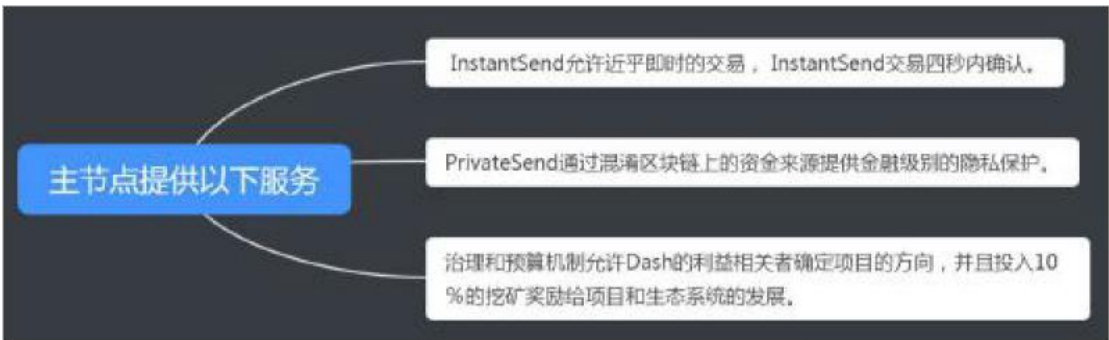 主节点提供以下服务
InstantSend允许近乎即时的交易，InstantSend交易四秒内确认。
PrivateSend通过混淆区块链上的资金来源提供金融级别的隐私保护。
治理和预算机制允许Dash的利益相关者确定项目的方向，并且投入10
%的挖矿奖励给项目和生态系统的发展。